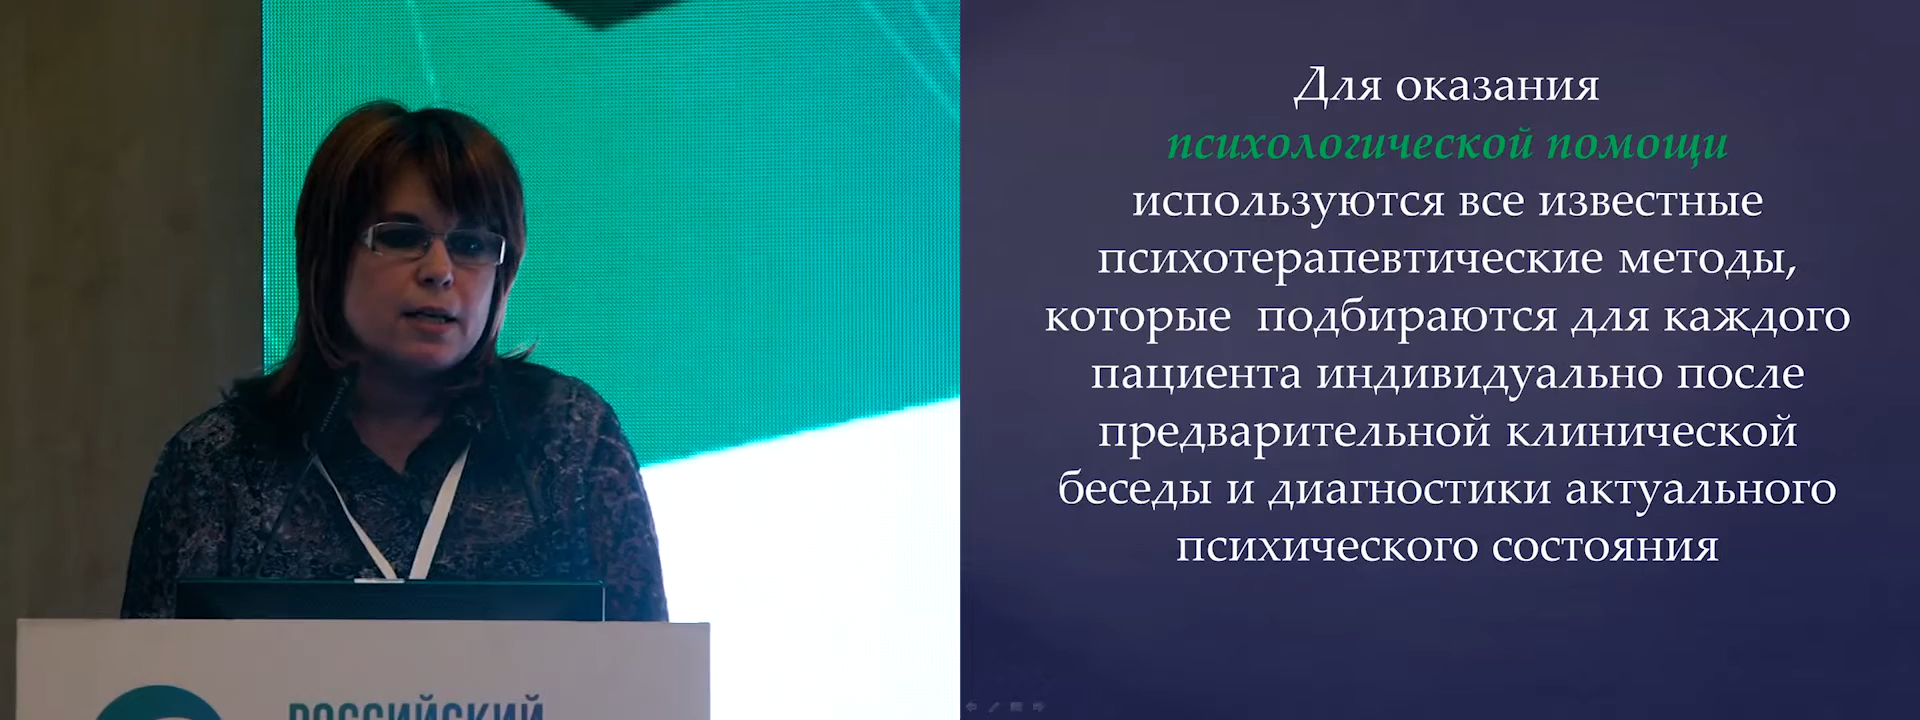 Для оказания
психологической помощи
используются все известные
психотерапевтические методы,
которые  подбираются для каждого
пациента индивидуально после
предварительной клинической
беседы и диагностики актуального
психического состояния
РОССИЙСКИЙ